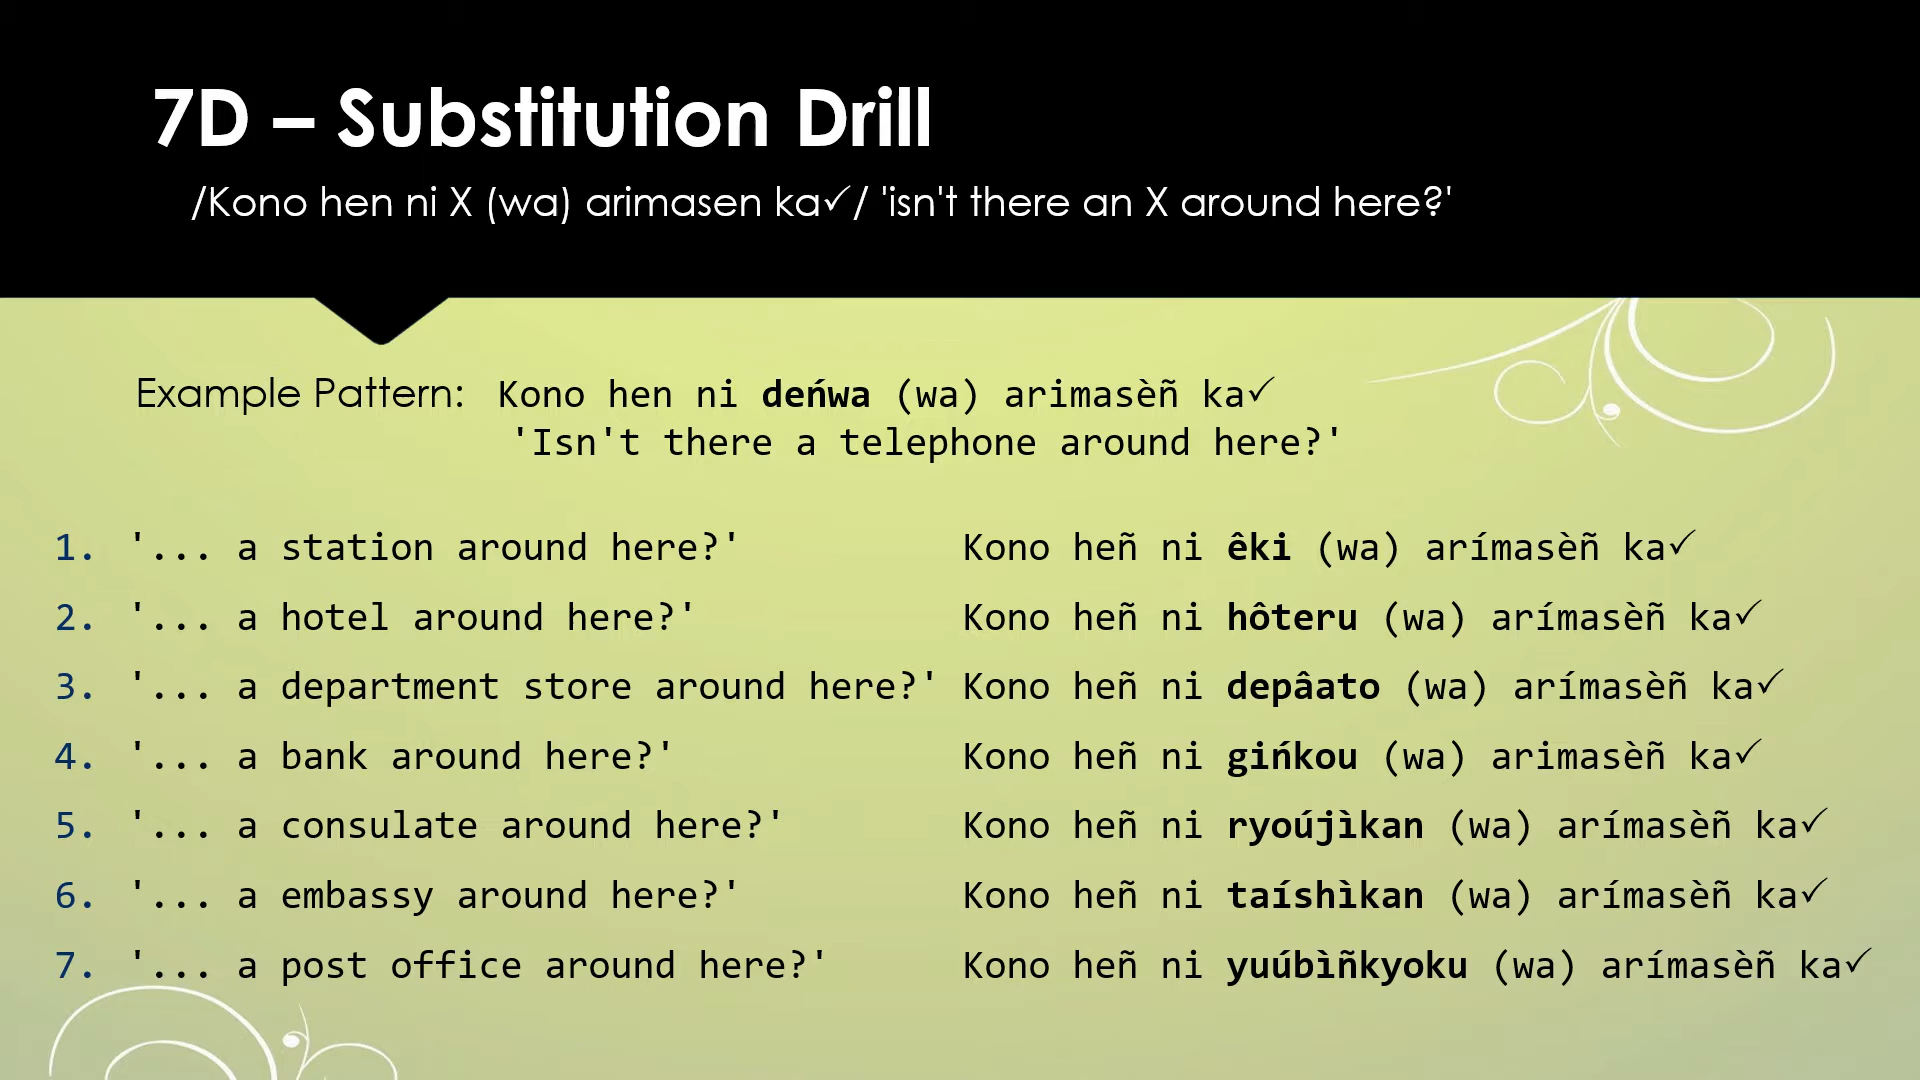 7D – Substitution Drill
/Kono hen ni X (wa) arimasen ka✓/ 'isn't there an X around here?'
Example Pattern: Kono hen ni deńwa (wa) arimasèñ ka✓
'Isn't there a telephone around here?'
1. '... a station around here?' Kono heñ ni êki (wa) arímasèñ ka✓
2. '... a hotel around here?' Kono heñ ni hôteru (wa) arímasèñ ka✓
3. '... a department store around here?' Kono heñ ni depâato (wa) arímasèñ ka✓
4. '... a bank around here?' Kono heñ ni gińkou (wa) arimasèñ ka✓
5. '... a consulate around here?' Kono heñ ni ryoújìkan (wa) arímasèñ ka✓
6. '... a embassy around here?' Kono heñ ni taíshìkan (wa) arímasèñ ka✓
7. '... a post office around here?' Kono heñ ni yuúbìñkyoku (wa) arímasèñ ka✓